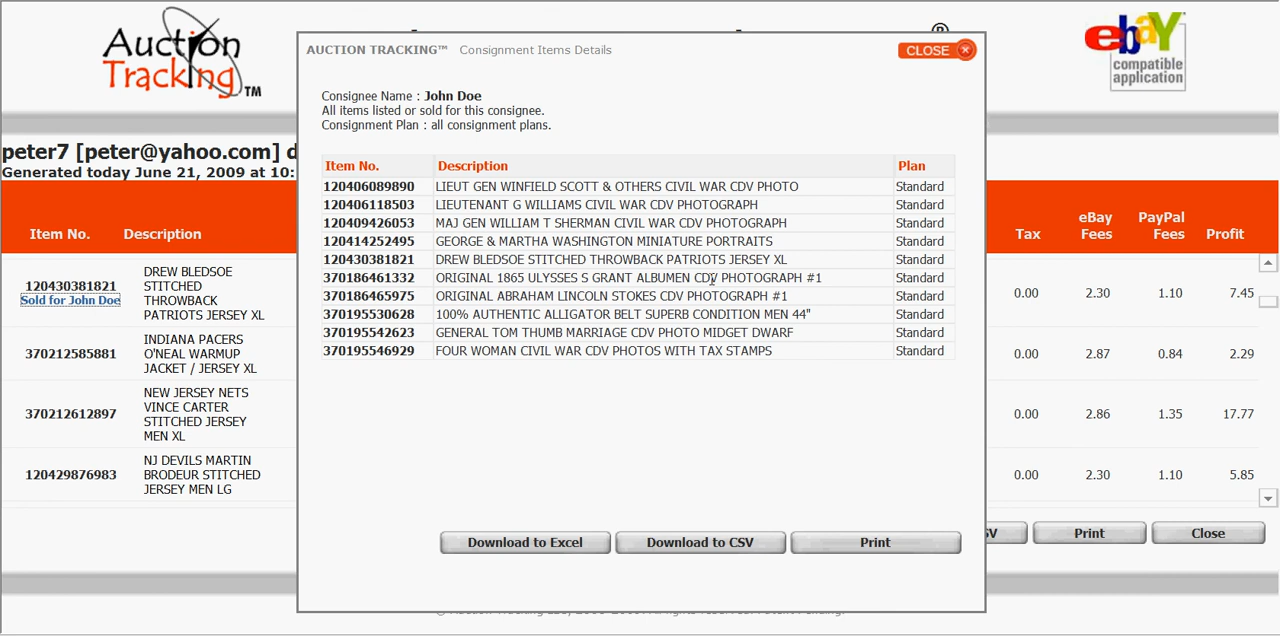 Auction
Tracking TM
ebaY
compatible
application
peter7 [peter@yahoo.com] d
Generated today June 21, 2009 at 10:
AUCTION TRACKING™ Consignment Items Details
CLOSE
Consignee Name : John Doe
All items listed or sold for this consignee.
Consignment Plan : all consignment plans.
Item No. Description Plan
120406089890 LIEUT GEN WINFIELD SCOTT & OTHERS CIVIL WAR CDV PHOTO Standard
120406118503 LIEUTENANT G WILLIAMS CIVIL WAR CDV PHOTOGRAPH Standard
120409426053 MAJ GEN WILLIAM T SHERMAN CIVIL WAR CDV PHOTOGRAPH Standard
120414252495 GEORGE & MARTHA WASHINGTON MINIATURE PORTRAITS Standard
120430381821 DREW BLEDSOE STITCHED THROWBACK PATRIOTS JERSEY XL Standard
370186461332 ORIGINAL 1865 ULYSSES S GRANT ALBUMEN CDV PHOTOGRAPH #1 Standard
370186465975 ORIGINAL ABRAHAM LINCOLN STOKES CDV PHOTOGRAPH #1 Standard
370195530628 100% AUTHENTIC ALLIGATOR BELT SUPERB CONDITION MEN 44" Standard
370195542623 GENERAL TOM THUMB MARRIAGE CDV PHOTO MIDGET DWARF Standard
370195546929 FOUR WOMAN CIVIL WAR CDV PHOTOS WITH TAX STAMPS Standard
Download to Excel Download to CSV Print
Item No. Description Tax eBay Fees PayPal Fees Profit
120430381821
Sold for John Doe
DREW BLEDSOE
STITCHED
THROWBACK
PATRIOTS JERSEY XL
0.00 2.30 1.10 7.45
370212585881
INDIANA PACERS
O'NEAL WARMUP
JACKET / JERSEY XL
0.00 2.87 0.84 2.29
370212612897
NEW JERSEY NETS
VINCE CARTER
STITCHED JERSEY
MEN XL
0.00 2.86 1.35 17.77
120429876983
NJ DEVILS MARTIN
BRODEUR STITCHED
JERSEY MEN LG
0.00 2.30 1.10 5.85
SV Print Close